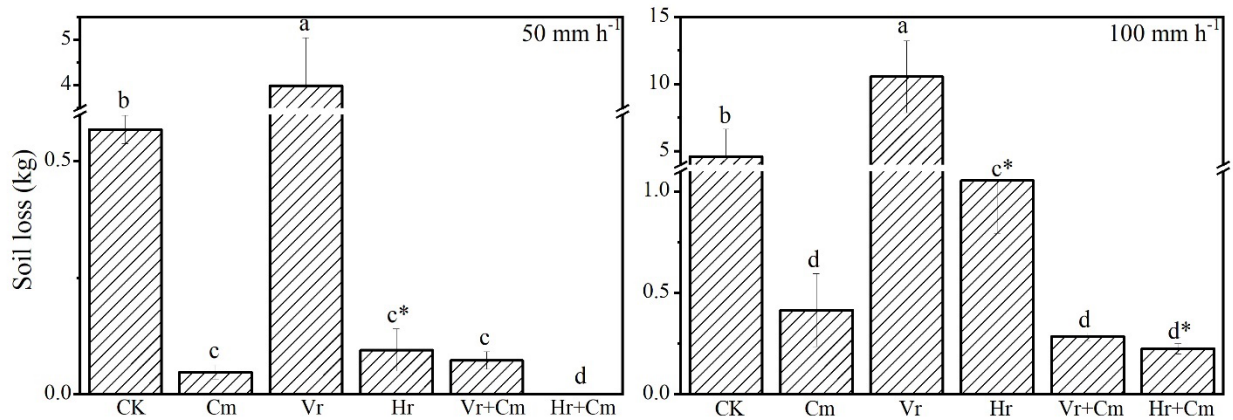 50 mm h⁻¹
a
5
4
b
0.5
Soil loss (kg)
c
c*
c
d
0.0
CK Cm Vr Hr Vr+Cm Hr+Cm
100 mm h⁻¹
15
a
10
b
5
c*
1.0
d
0.5
d
d*
0.0
CK Cm Vr Hr Vr+Cm Hr+Cm